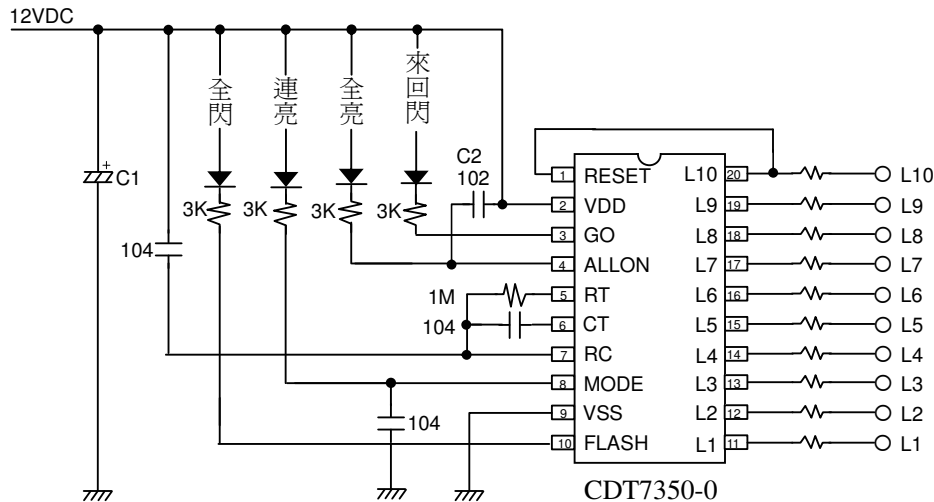 12VDC
全閃
連亮
全亮
來回閃
C1
+
104
3K
3K
3K
3K
C2
102
1M
104
104
1 RESET
2 VDD
3 GO
4 ALLON
5 RT
6 CT
7 RC
8 MODE
9 VSS
10 FLASH
L10 20 L10
L9 19 L9
L8 18 L8
L7 17 L7
L6 16 L6
L5 15 L5
L4 14 L4
L3 13 L3
L2 12 L2
L1 11 L1
CDT7350-0